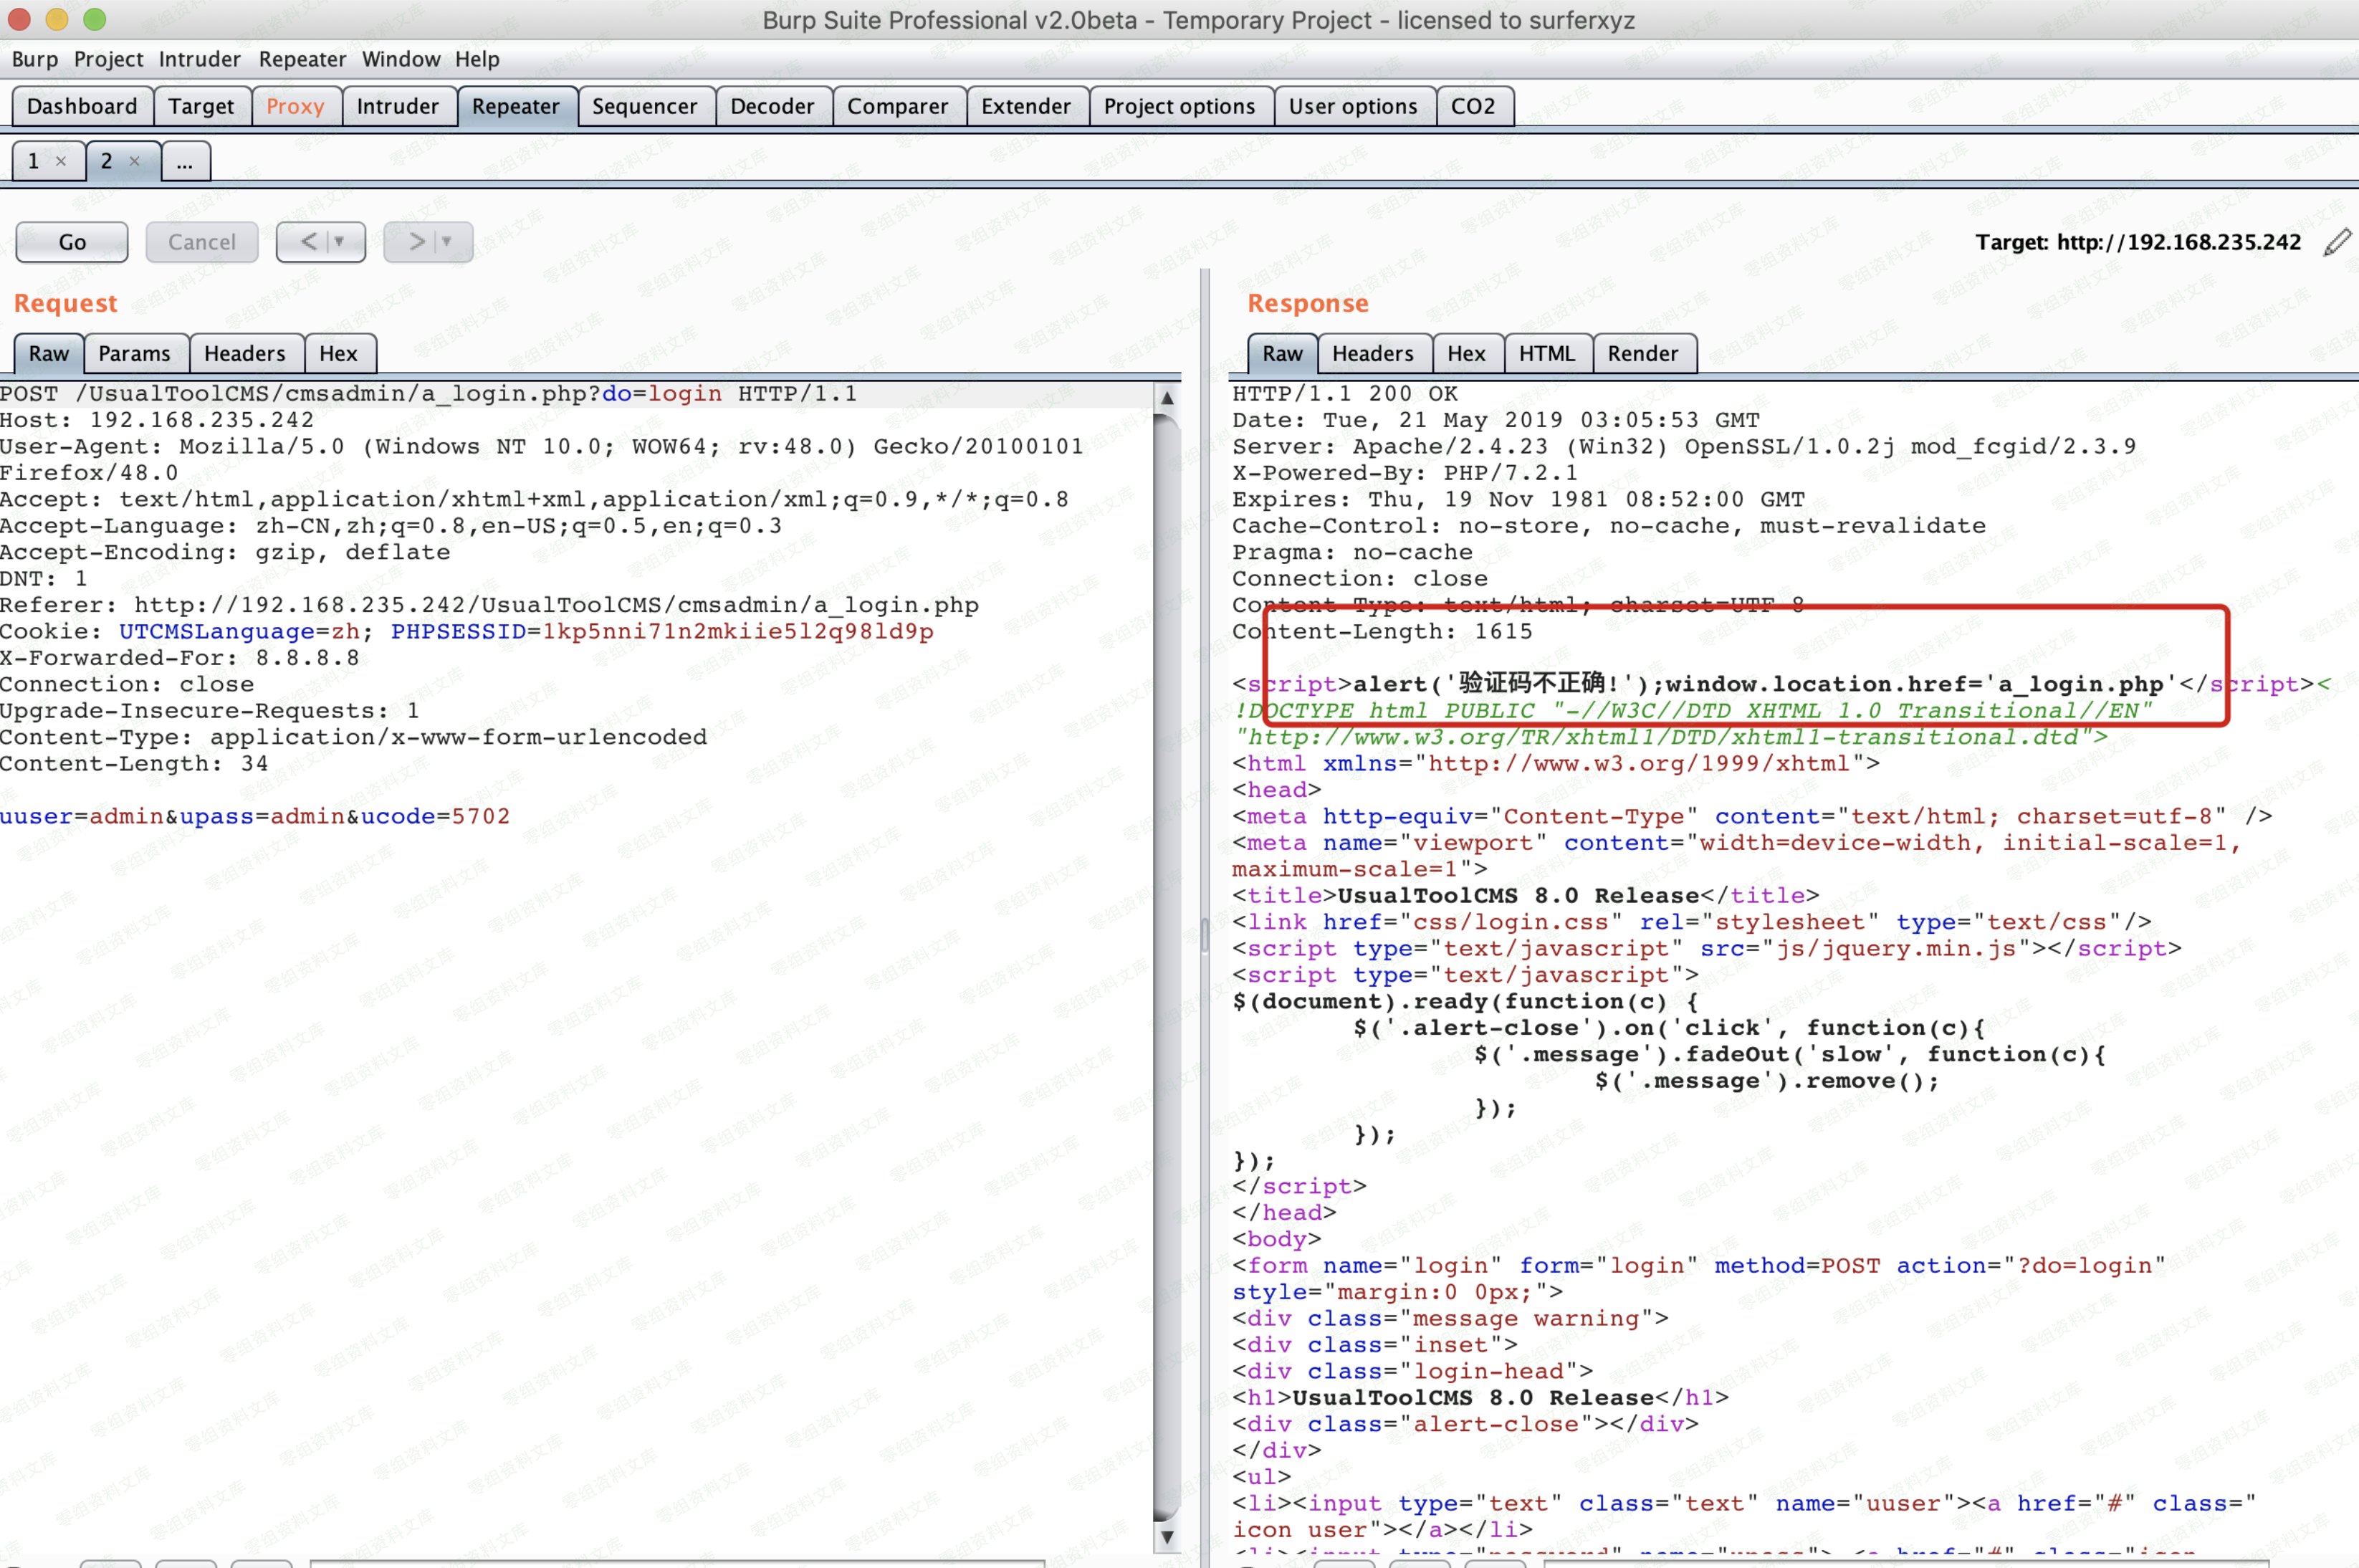 Burp Suite Professional v2.0beta - Temporary Project - licensed to surferxyz
Burp Project Intruder Repeater Window Help
Dashboard Target Proxy Intruder Repeater Sequencer Decoder Comparer Extender Project options User options CO2
1 × 2 × ...
Go Cancel < >
Target: http://192.168.235.242
Request
Raw Params Headers Hex
POST /UsualToolCMS/cmsadmin/a_login.php?do=login HTTP/1.1
Host: 192.168.235.242
User-Agent: Mozilla/5.0 (Windows NT 10.0; WOW64; rv:48.0) Gecko/20100101
Firefox/48.0
Accept: text/html,application/xhtml+xml,application/xml;q=0.9,*/*;q=0.8
Accept-Language: zh-CN,zh;q=0.8,en-US;q=0.5,en;q=0.3
Accept-Encoding: gzip, deflate
DNT: 1
Referer: http://192.168.235.242/UsualToolCMS/cmsadmin/a_login.php
Cookie: UTCMSLanguage=zh; PHPSESSID=1kp5nni71n2mkiie5l2q98ld9p
X-Forwarded-For: 8.8.8.8
Connection: close
Upgrade-Insecure-Requests: 1
Content-Type: application/x-www-form-urlencoded
Content-Length: 34
uuser=admin&upass=admin&ucode=5702
Response
Raw Headers Hex HTML Render
HTTP/1.1 200 OK
Date: Tue, 21 May 2019 03:05:53 GMT
Server: Apache/2.4.23 (Win32) OpenSSL/1.0.2j mod_fcgid/2.3.9
X-Powered-By: PHP/7.2.1
Expires: Thu, 19 Nov 1981 08:52:00 GMT
Cache-Control: no-store, no-cache, must-revalidate
Pragma: no-cache
Connection: close
Content-Type: text/html; charset=UTF-8
Content-Length: 1615
<script>alert('验证码不正确!');window.location.href='a_login.php'</script><
!DOCTYPE html PUBLIC "-//W3C//DTD XHTML 1.0 Transitional//EN"
"http://www.w3.org/TR/xhtml1/DTD/xhtml1-transitional.dtd">
<html xmlns="http://www.w3.org/1999/xhtml">
<head>
<meta http-equiv="Content-Type" content="text/html; charset=utf-8" />
<meta name="viewport" content="width=device-width, initial-scale=1,
maximum-scale=1">
<title>UsualToolCMS 8.0 Release</title>
<link href="css/login.css" rel="stylesheet" type="text/css"/>
<script type="text/javascript" src="js/jquery.min.js"></script>
<script type="text/javascript">
$(document).ready(function(c) {
$('.alert-close').on('click', function(c){
$('.message').fadeOut('slow', function(c){
$('.message').remove();
});
});
});
</script>
</head>
<body>
<form name="login" form="login" method=POST action="?do=login"
style="margin:0 0px;">
<div class="message warning">
<div class="inset">
<div class="login-head">
<h1>UsualToolCMS 8.0 Release</h1>
<div class="alert-close"></div>
</div>
<ul>
<li><input type="text" class="text" name="uuser"><a href="#" class="
icon user"></a></li>
零组资料文库